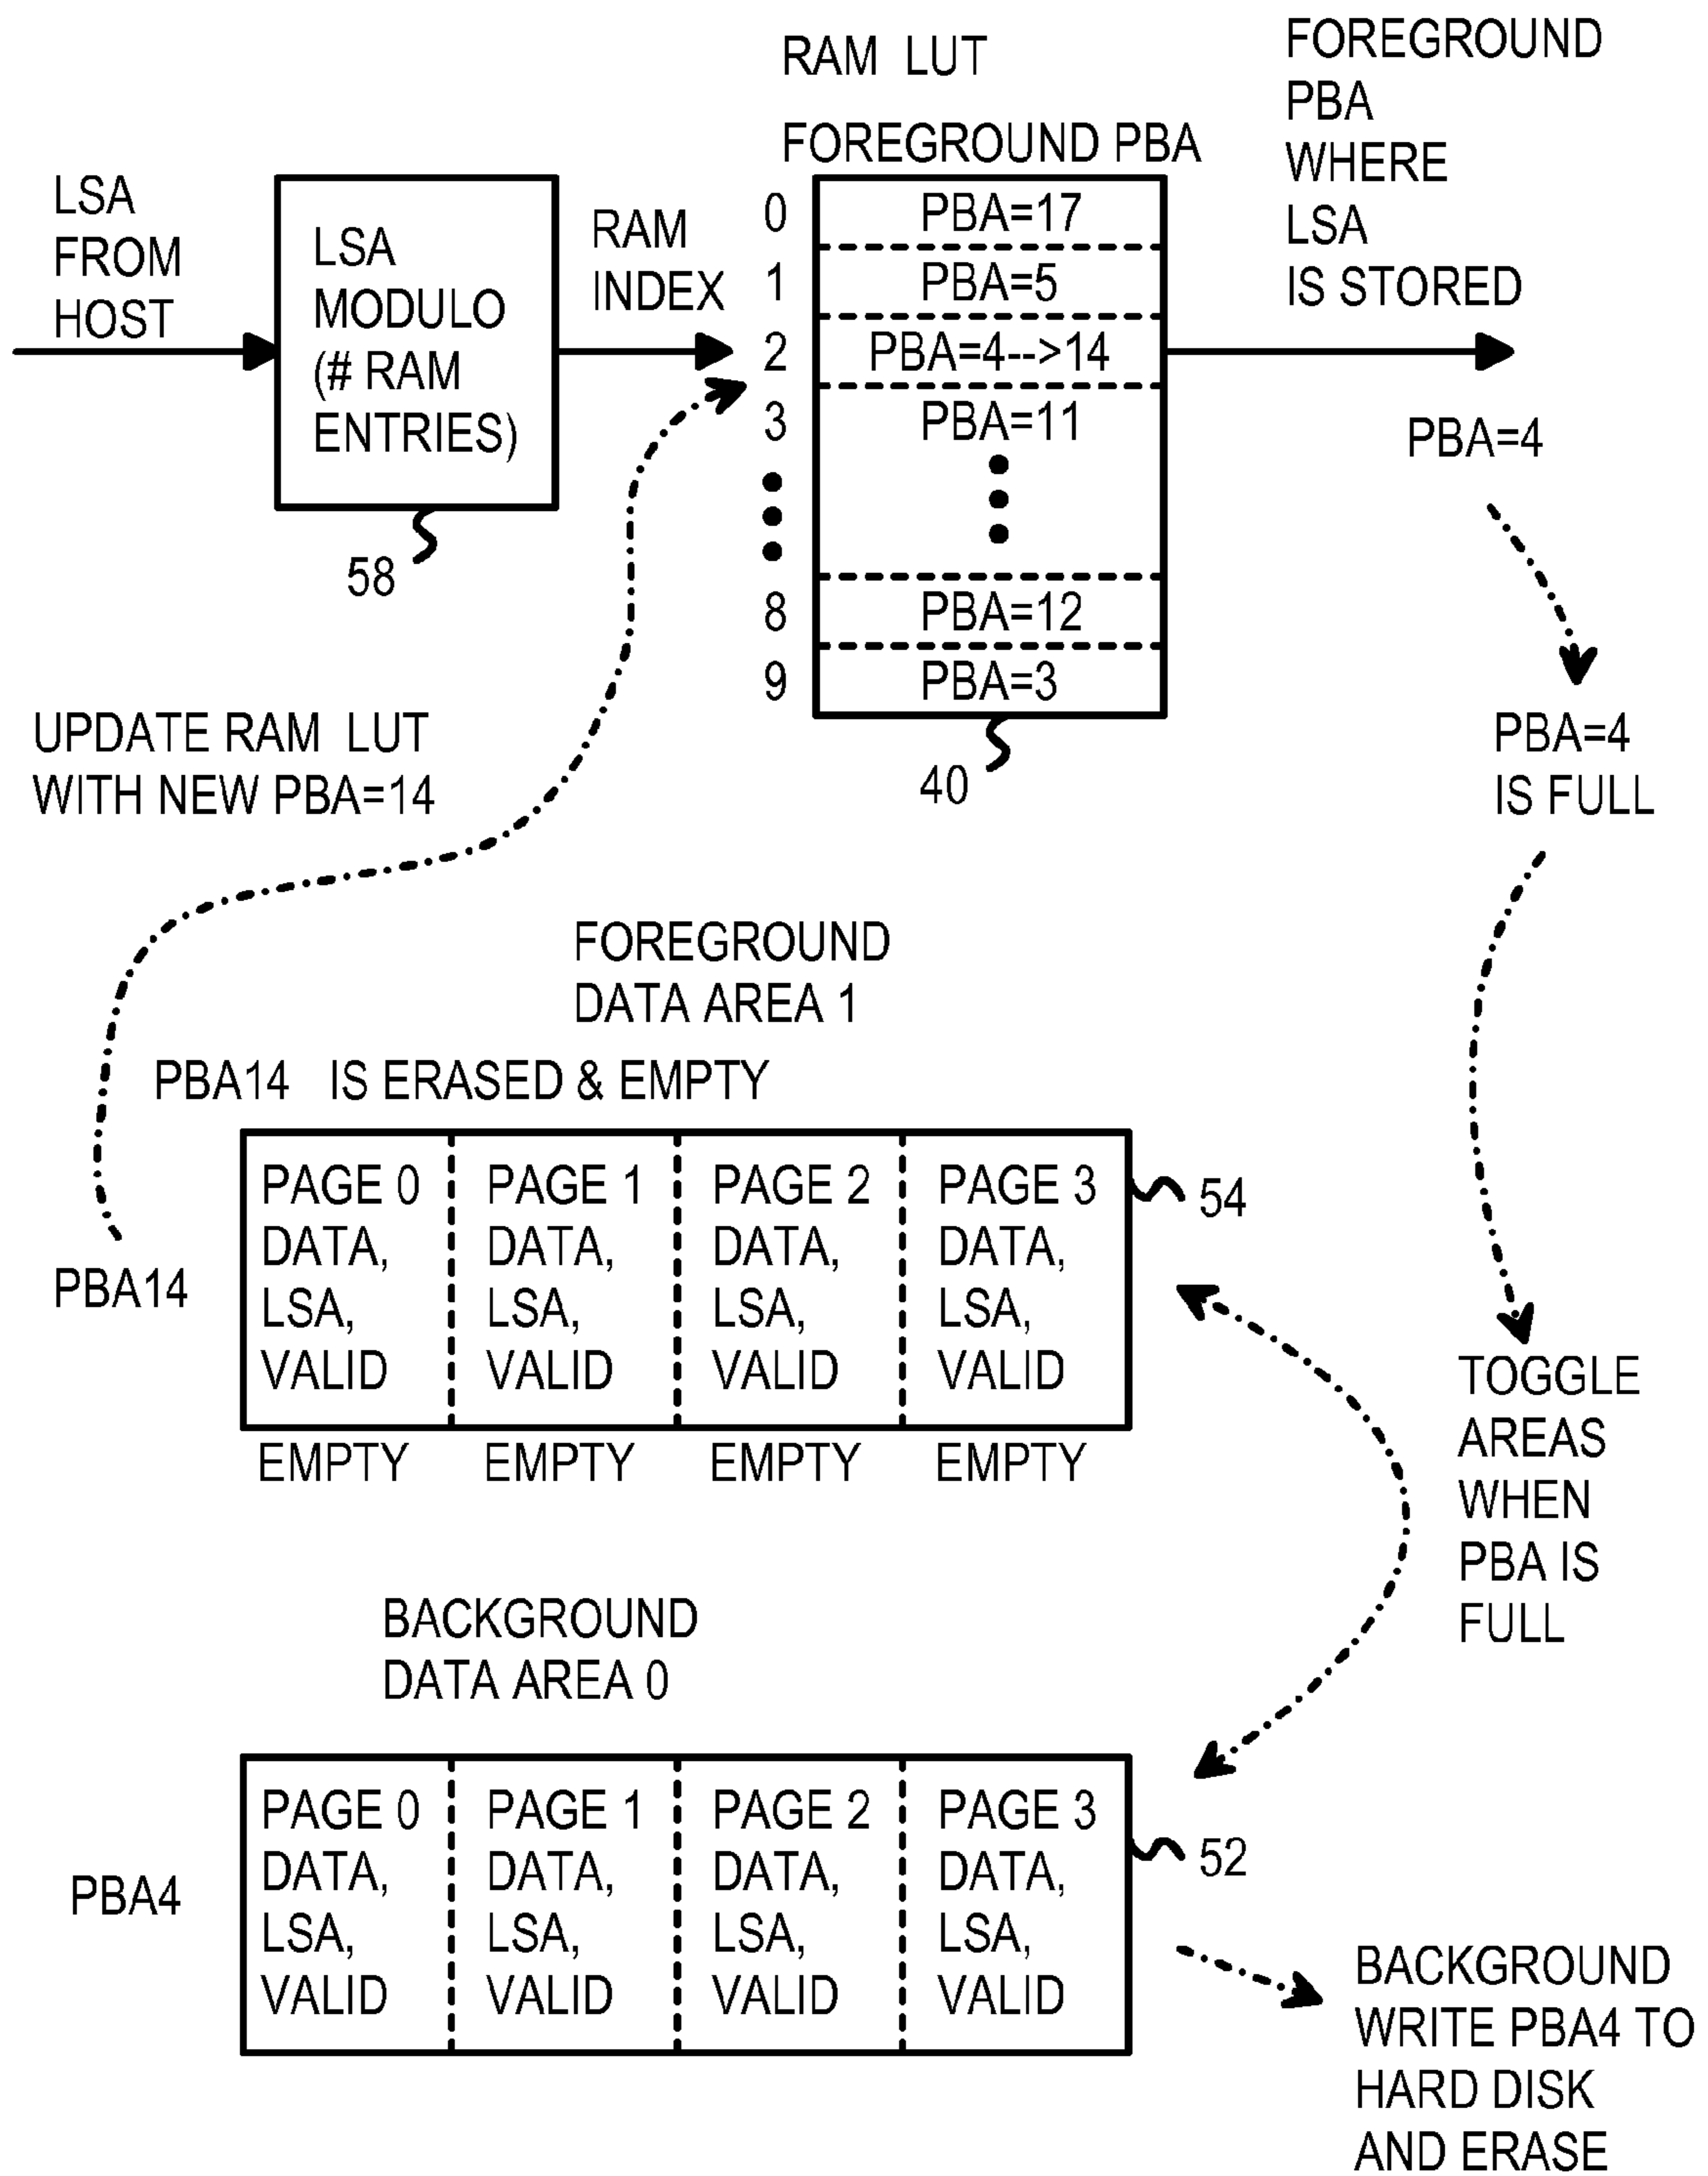 RAM LUT
FOREGROUND PBA
FOREGROUND
PBA
WHERE
LSA
IS STORED
LSA
FROM
HOST
LSA
MODULO
(# RAM
ENTRIES)
58
RAM
INDEX
0 PBA=17
1 PBA=5
2 PBA=4-->14
3 PBA=11
8 PBA=12
9 PBA=3
40
PBA=4
PBA=4
IS FULL
UPDATE RAM LUT
WITH NEW PBA=14
FOREGROUND
DATA AREA 1
PBA14 IS ERASED & EMPTY
PBA14
PAGE 0 PAGE 1 PAGE 2 PAGE 3
DATA, DATA, DATA, DATA,
LSA, LSA, LSA, LSA,
VALID VALID VALID VALID
54
EMPTY EMPTY EMPTY EMPTY
TOGGLE
AREAS
WHEN
PBA IS
FULL
BACKGROUND
DATA AREA 0
PBA4
PAGE 0 PAGE 1 PAGE 2 PAGE 3
DATA, DATA, DATA, DATA,
LSA, LSA, LSA, LSA,
VALID VALID VALID VALID
52
BACKGROUND
WRITE PBA4 TO
HARD DISK
AND ERASE